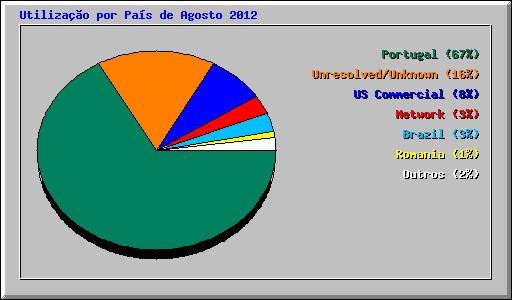 Utilização por País de Agosto 2012
Portugal (67%)
Unresolved/Unknown (16%)
US Commercial (8%)
Network (3%)
Brazil (3%)
Romania (1%)
Outros (2%)